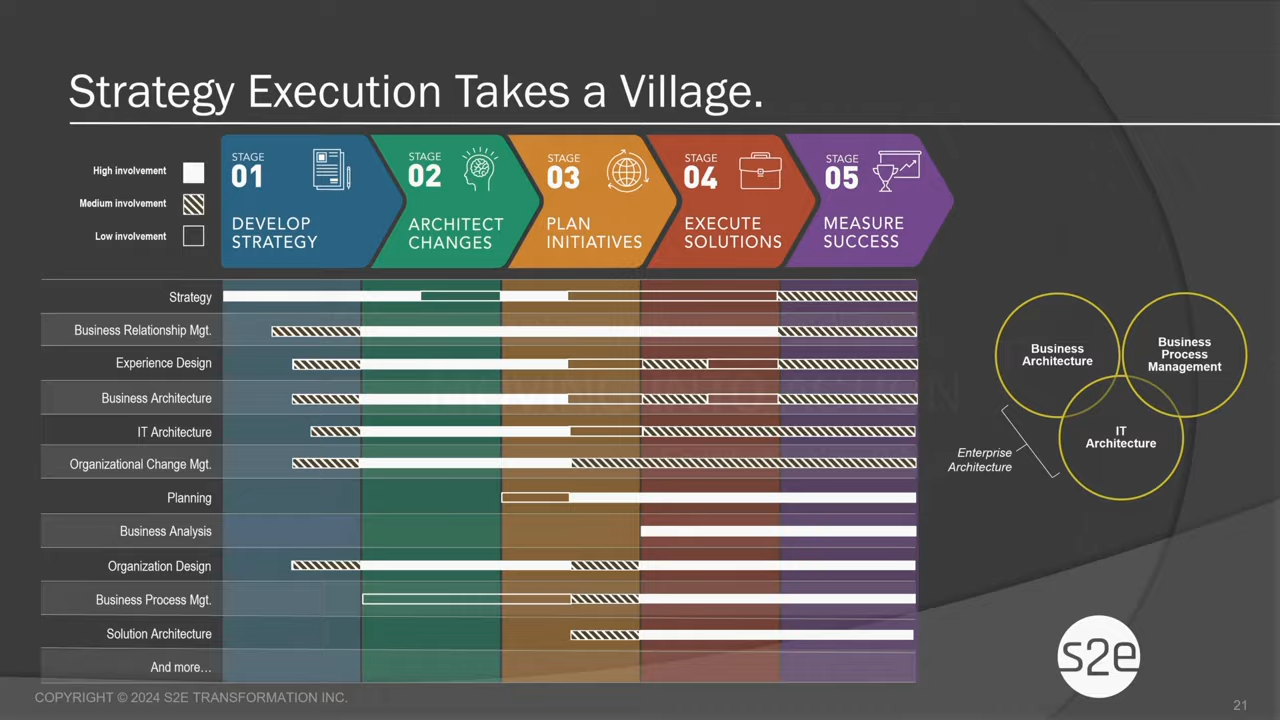 Strategy Execution Takes a Village.
High involvement
Medium involvement
Low involvement
STAGE
01
DEVELOP
STRATEGY
STAGE
02
ARCHITECT
CHANGES
STAGE
03
PLAN
INITIATIVES
STAGE
04
EXECUTE
SOLUTIONS
STAGE
05
MEASURE
SUCCESS
Strategy
Business Relationship Mgt.
Experience Design
Business Architecture
IT Architecture
Organizational Change Mgt.
Planning
Business Analysis
Organization Design
Business Process Mgt.
Solution Architecture
And more...
Business
Architecture
Business
Process
Management
IT
Architecture
Enterprise
Architecture
s2e
COPYRIGHT © 2024 S2E TRANSFORMATION INC.
21